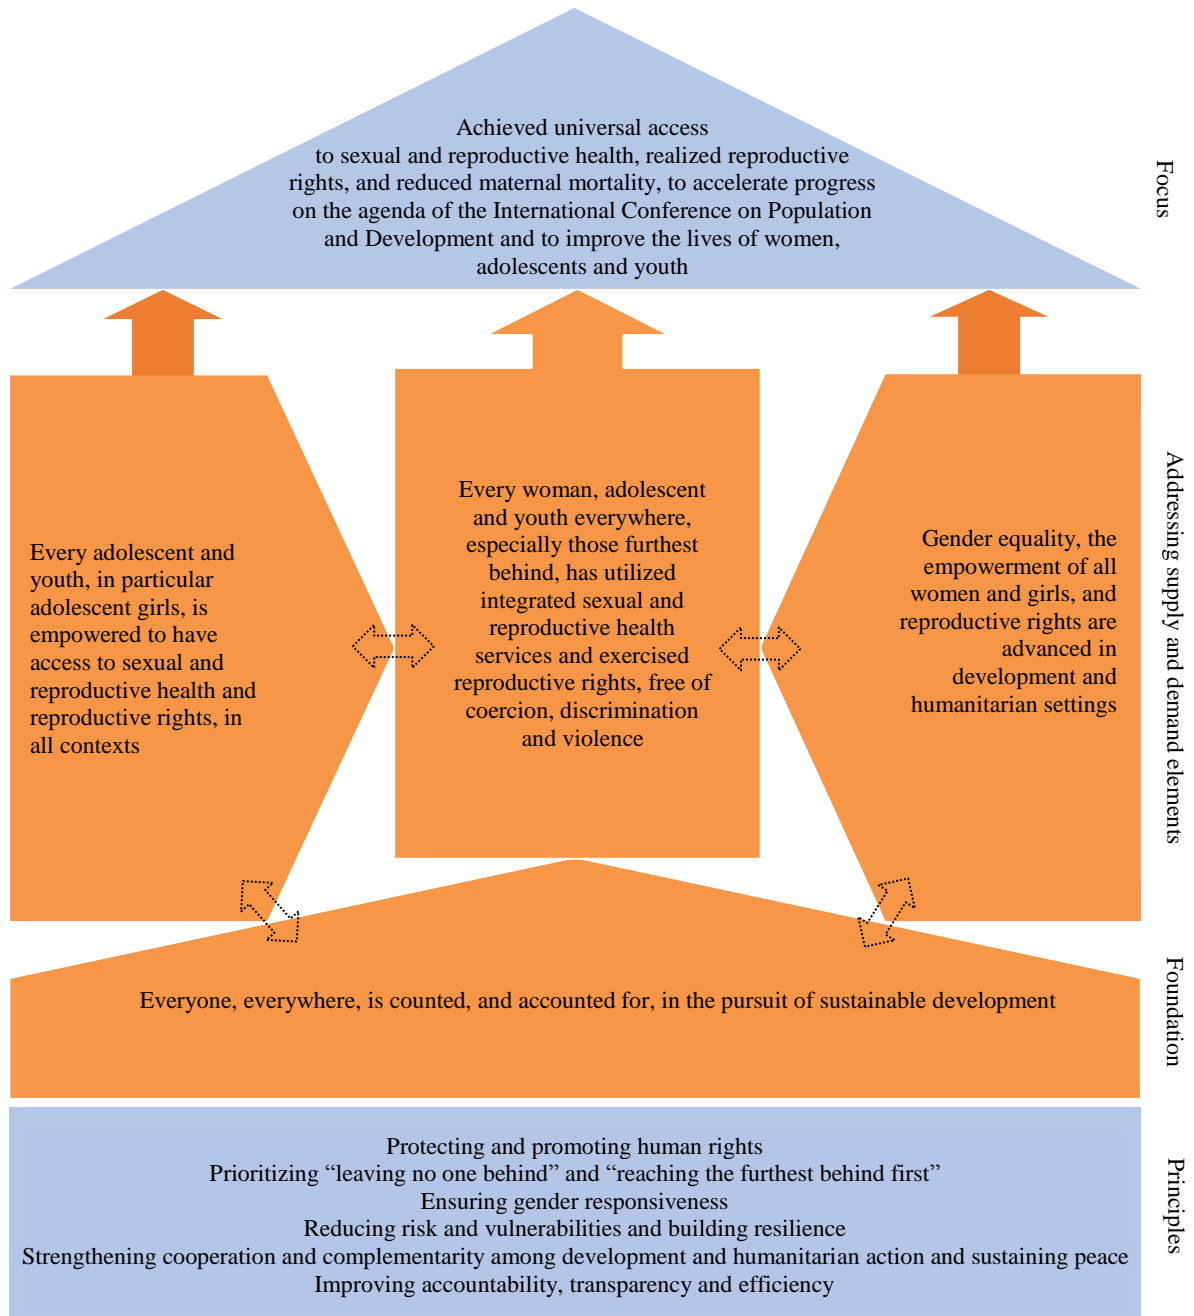 Achieved universal access
to sexual and reproductive health, realized reproductive
rights, and reduced maternal mortality, to accelerate progress
on the agenda of the International Conference on Population
and Development and to improve the lives of women,
adolescents and youth
Focus
Every adolescent and
youth, in particular
adolescent girls, is
empowered to have
access to sexual and
reproductive health and
reproductive rights, in
all contexts
Every woman, adolescent
and youth everywhere,
especially those furthest
behind, has utilized
integrated sexual and
reproductive health
services and exercised
reproductive rights, free of
coercion, discrimination
and violence
Gender equality, the
empowerment of all
women and girls, and
reproductive rights are
advanced in
development and
humanitarian settings
Addressing supply and demand elements
Everyone, everywhere, is counted, and accounted for, in the pursuit of sustainable development
Foundation
Protecting and promoting human rights
Prioritizing “leaving no one behind” and “reaching the furthest behind first”
Ensuring gender responsiveness
Reducing risk and vulnerabilities and building resilience
Strengthening cooperation and complementarity among development and humanitarian action and sustaining peace
Improving accountability, transparency and efficiency
Principles